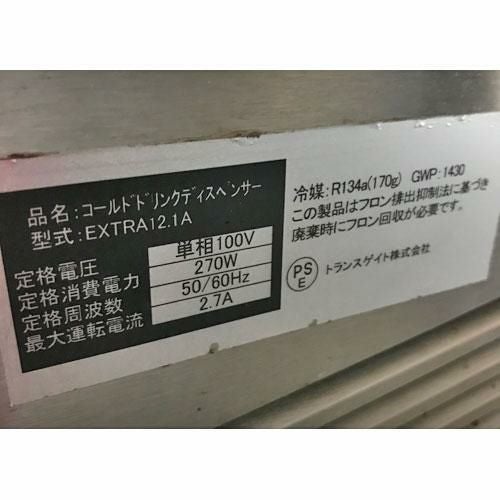 品名:コールドドリンクディスペンサー
型式:EXTRA12.1A
定格電圧 単相100V
定格消費電力 270W
定格周波数 50/60Hz
最大運転電流 2.7A
冷媒:R134a(170g) GWP:1430
この製品はフロン排出抑制法に基づき
廃棄時にフロン回収が必要です。
PS
E
トランスゲイト株式会社